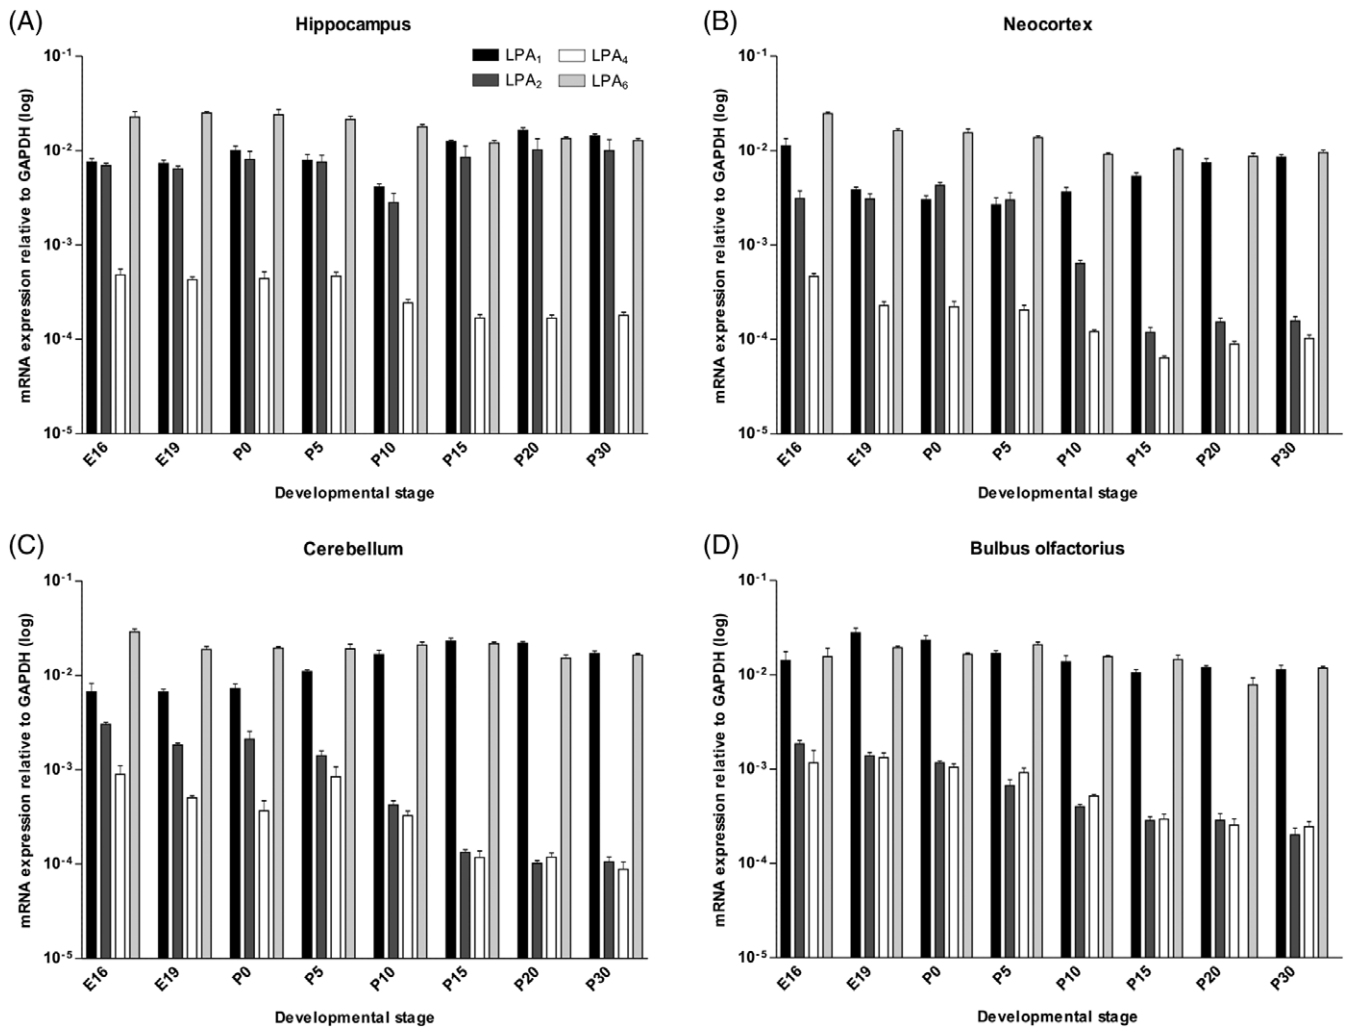 (A)
Hippocampus
mRNA expression relative to GAPDH (log)
10-1
10-2
10-3
10-4
10-5
LPA1
LPA4
LPA2
LPA6
E16 E19 P0 P5 P10 P15 P20 P30
Developmental stage
(B)
Neocortex
mRNA expression relative to GAPDH (log)
10-1
10-2
10-3
10-4
10-5
E16 E19 P0 P5 P10 P15 P20 P30
Developmental stage
(C)
Cerebellum
mRNA expression relative to GAPDH (log)
10-1
10-2
10-3
10-4
10-5
E16 E19 P0 P5 P10 P15 P20 P30
Developmental stage
(D)
Bulbus olfactorius
mRNA expression relative to GAPDH (log)
10-1
10-2
10-3
10-4
10-5
E16 E19 P0 P5 P10 P15 P20 P30
Developmental stage